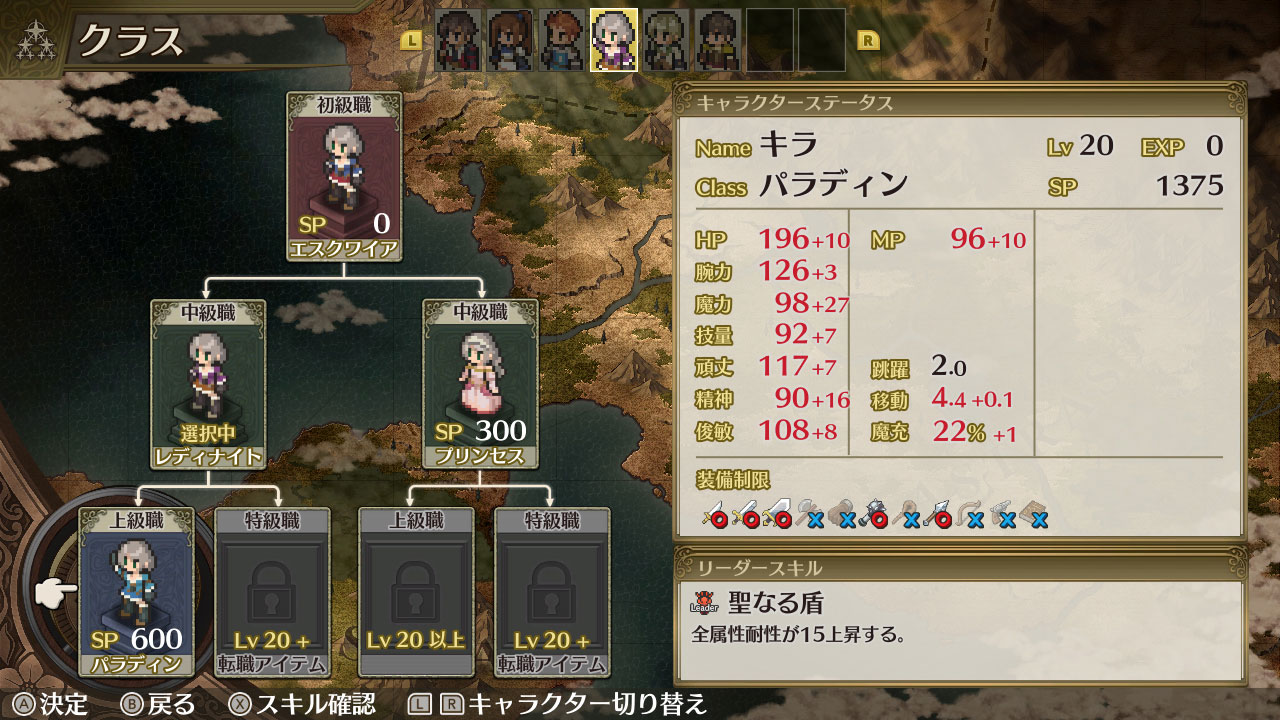 クラス
L
R
初級職
SP 0
エスクワイア
中級職
選択中
レディナイト
中級職
SP 300
プリンセス
上級職
SP 600
パラディン
特級職
Lv 20 +
転職アイテム
上級職
Lv 20 以上
特級職
Lv 20 +
転職アイテム
キャラクターステータス
Name キラ Lv 20 EXP 0
Class パラディン SP 1375
HP 196+10 MP 96+10
腕力 126+3
魔力 98+27
技量 92+7
頑丈 117+7 跳躍 2.0
精神 90+16 移動 4.4+0.1
俊敏 108+8 魔充 22% +1
装備制限
リーダースキル
Leader 聖なる盾
全属性耐性が15上昇する。
A 決定 B 戻る X スキル確認 L R キャラクター切り替え